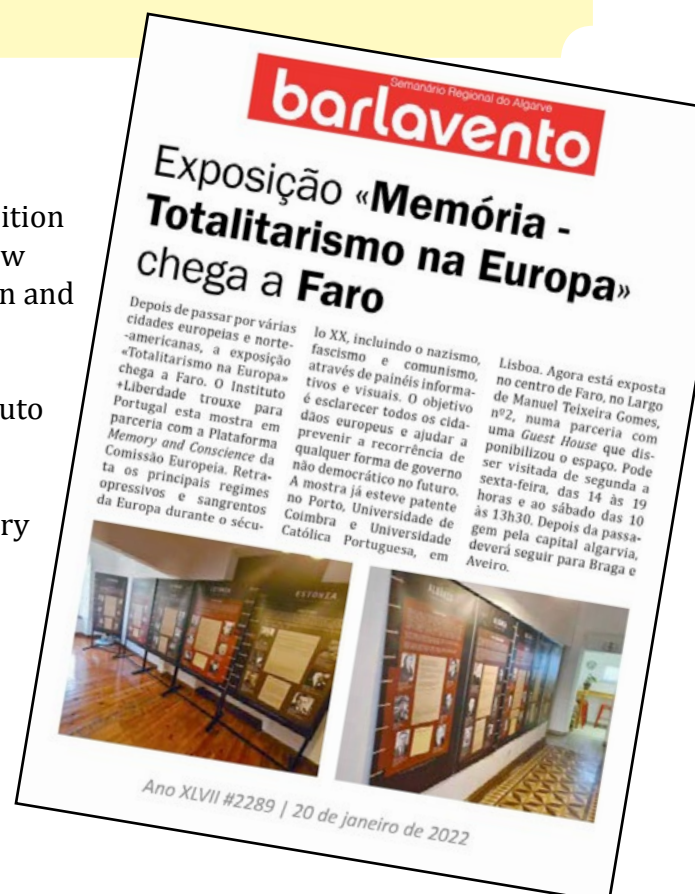 ition
w
n and
uto
ry
Semanário Regional do Algarve
barlavento
Exposição «Memória -
Totalitarismo na Europa»
chega a Faro
Depois de passar por várias
cidades europeias e norte-
-americanas, a exposição
«Totalitarismo na Europa»
chega a Faro. O Instituto
+Liberdade trouxe para
Portugal esta mostra em
parceria com a Plataforma
Memory and Conscience da
Comissão Europeia. Retra-
ta os principais regimes
opressivos e sangrentos
da Europa durante o sécu-
lo XX, incluindo o nazismo,
fascismo e comunismo,
através de painéis informa-
tivos e visuais. O objetivo
é esclarecer todos os cida-
dãos europeus e ajudar a
prevenir a recorrência de
qualquer forma de governo
não democrático no futuro.
A mostra já esteve patente
no Porto, Universidade de
Coimbra e Universidade
Católica Portuguesa, em
Lisboa. Agora está exposta
no centro de Faro, no Largo
de Manuel Teixeira Gomes,
nº2, numa parceria com
uma Guest House que dis-
ponibilizou o espaço. Pode
ser visitada de segunda a
sexta-feira, das 14 às 19
horas e ao sábado das 10
às 13h30. Depois da passa-
gem pela capital algarvia,
deverá seguir para Braga e
Aveiro.
ESTONIA
Ano XLVII #2289 | 20 de janeiro de 2022